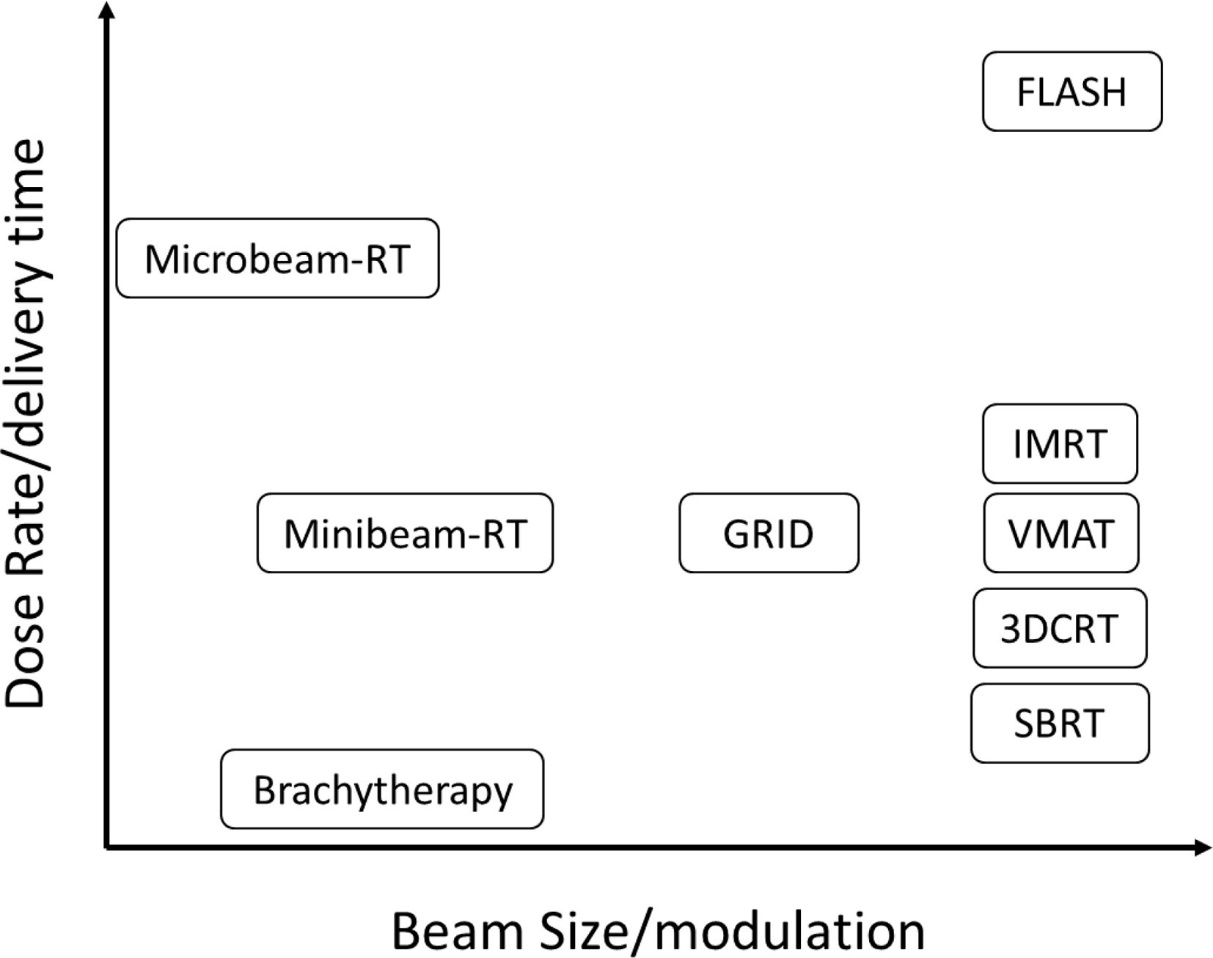 FLASH
Microbeam-RT
IMRT
Minibeam-RT
GRID
VMAT
3DCRT
SBRT
Brachytherapy
Dose Rate/delivery time
Beam Size/modulation